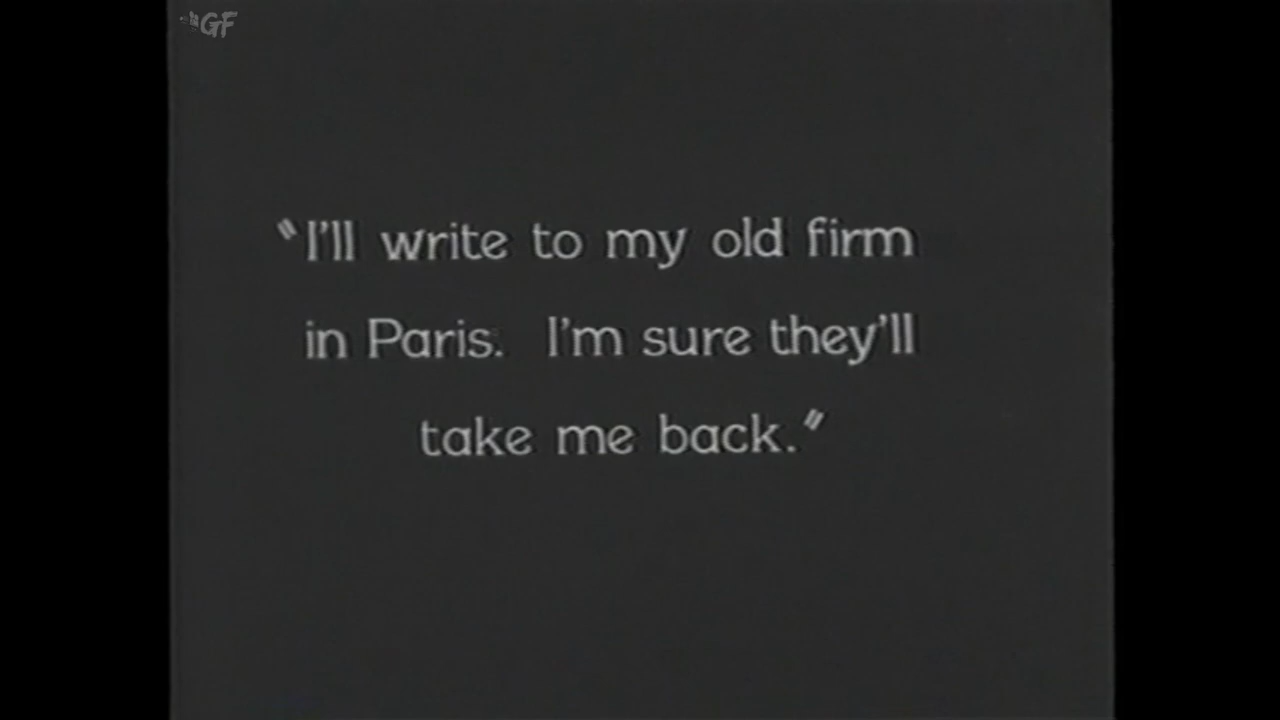 GF
"I'll write to my old firm
in Paris. I'm sure they'll
take me back."